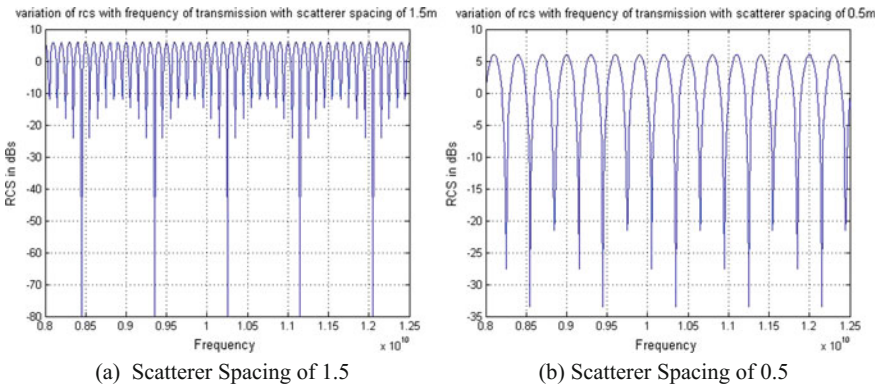 variation of rcs with frequency of transmission with scatterer spacing of 1.5m
RCS in dBs
10
0
-10
-20
-30
-40
-50
-60
-70
-80
0.8 0.85 0.9 0.95 1 1.05 1.1 1.15 1.2 1.25
Frequency
x 10^10
(a) Scatterer Spacing of 1.5
variation of rcs with frequency of transmission with scatterer spacing of 0.5m
RCS in dBs
10
5
0
-5
-10
-15
-20
-25
-30
-35
0.8 0.85 0.9 0.95 1 1.05 1.1 1.15 1.2 1.25
Frequency
x 10^10
(b) Scatterer Spacing of 0.5